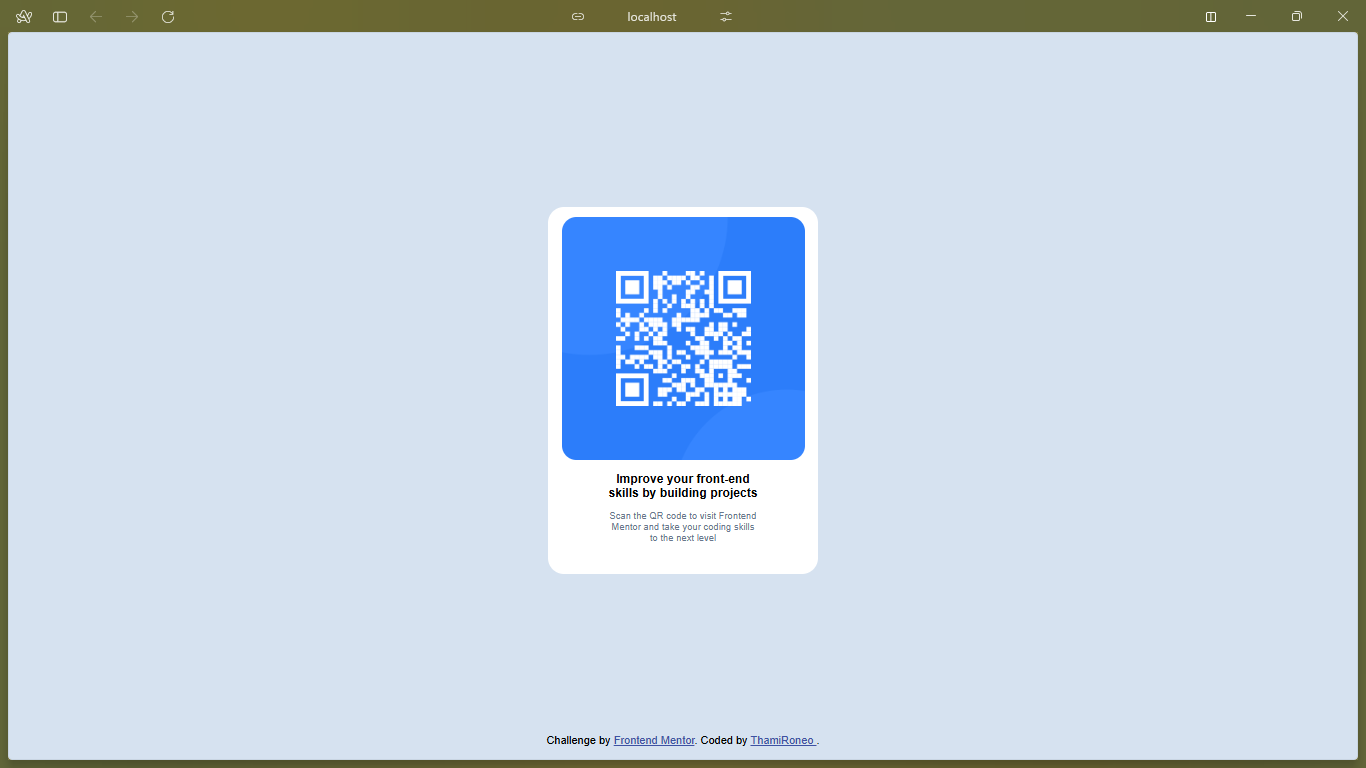 localhost
Improve your front-end
skills by building projects
Scan the QR code to visit Frontend
Mentor and take your coding skills
to the next level
Challenge by Frontend Mentor. Coded by ThamiRoneo .